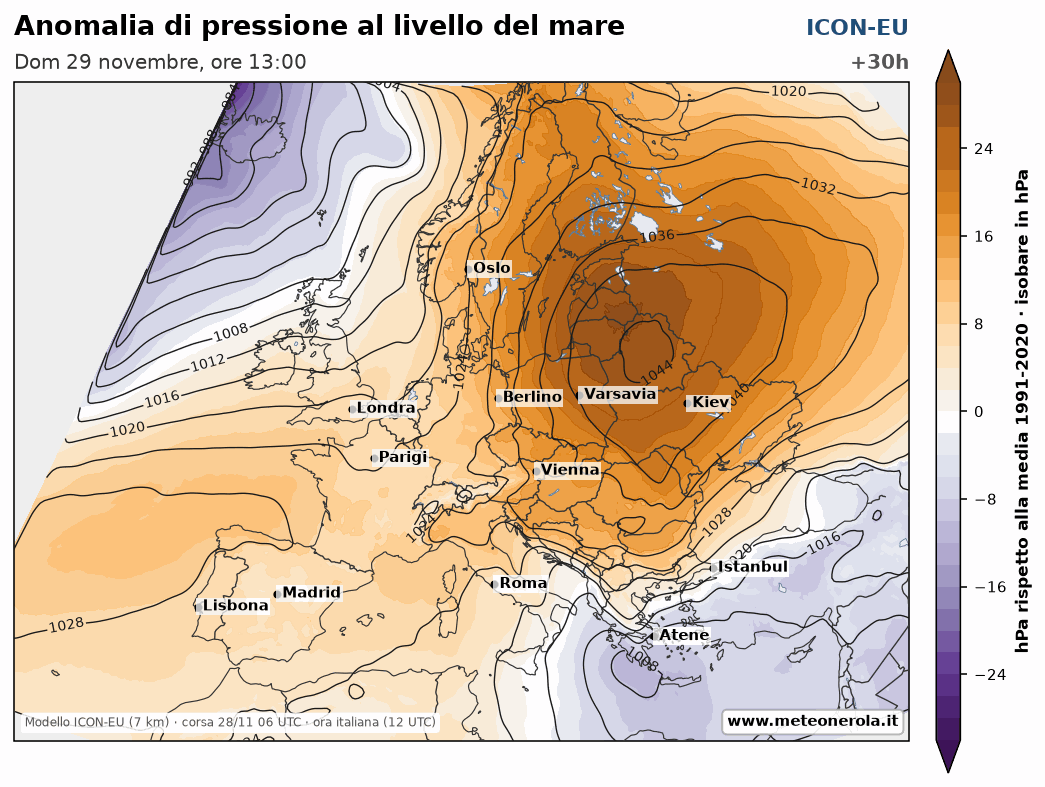 Anomalia di pressione al livello del mare
ICON-EU
Dom 29 novembre, ore 13:00
+30h
1020
1032
1036
Oslo
1008
1012
1044
1016
Berlino
Varsavia
Kiev
Londra
1020
Parigi
Vienna
1024
1028
1016
1020
Istanbul
Roma
Madrid
Lisbona
1028
Atene
1008
Modello ICON-EU (7 km) · corsa 28/11 06 UTC · ora italiana (12 UTC)
www.meteonerola.it
24
16
8
0
−8
−16
−24
hPa rispetto alla media 1991-2020 · isobare in hPa